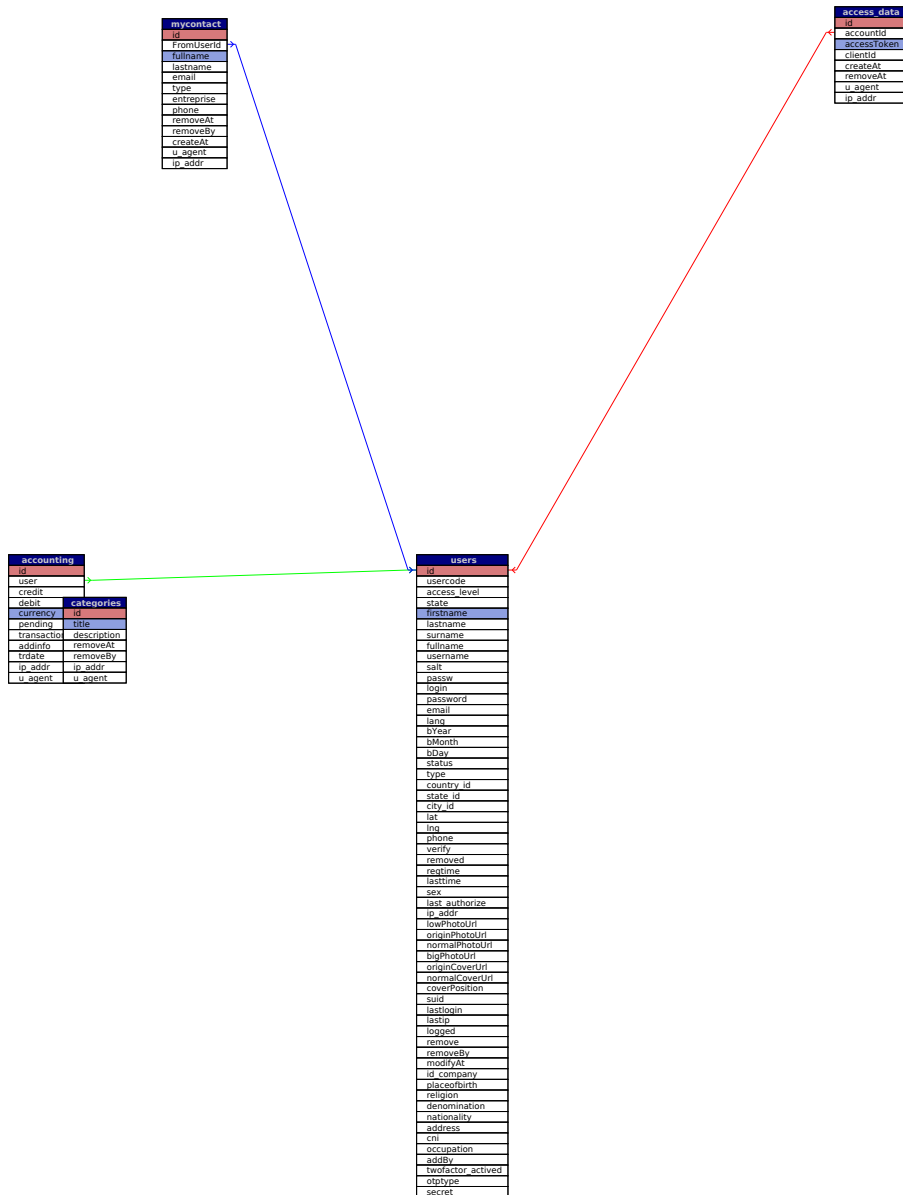 mycontact
id
FromUserId
fullname
lastname
email
type
entreprise
phone
removeAt
removeBy
createAt
u_agent
ip_addr
access_data
id
accountId
accessToken
clientId
createAt
removeAt
u_agent
ip_addr
accounting
id
user
credit
debit
currency
pending
transaction
addinfo
trdate
ip_addr
u_agent
categories
id
title
description
removeAt
removeBy
ip_addr
u_agent
users
id
usercode
access_level
state
firstname
lastname
surname
fullname
username
salt
passw
login
password
email
lang
bYear
bMonth
bDay
status
type
country_id
state_id
city_id
lat
lng
phone
verify
removed
regtime
lasttime
sex
last_authorize
ip_addr
lowPhotoUrl
originPhotoUrl
normalPhotoUrl
bigPhotoUrl
originCoverUrl
normalCoverUrl
coverPosition
suid
lastlogin
lastip
logged
remove
removeBy
modifyAt
id_company
placeofbirth
religion
denomination
nationality
address
cni
occupation
addBy
twofactor_actived
otptype
secret